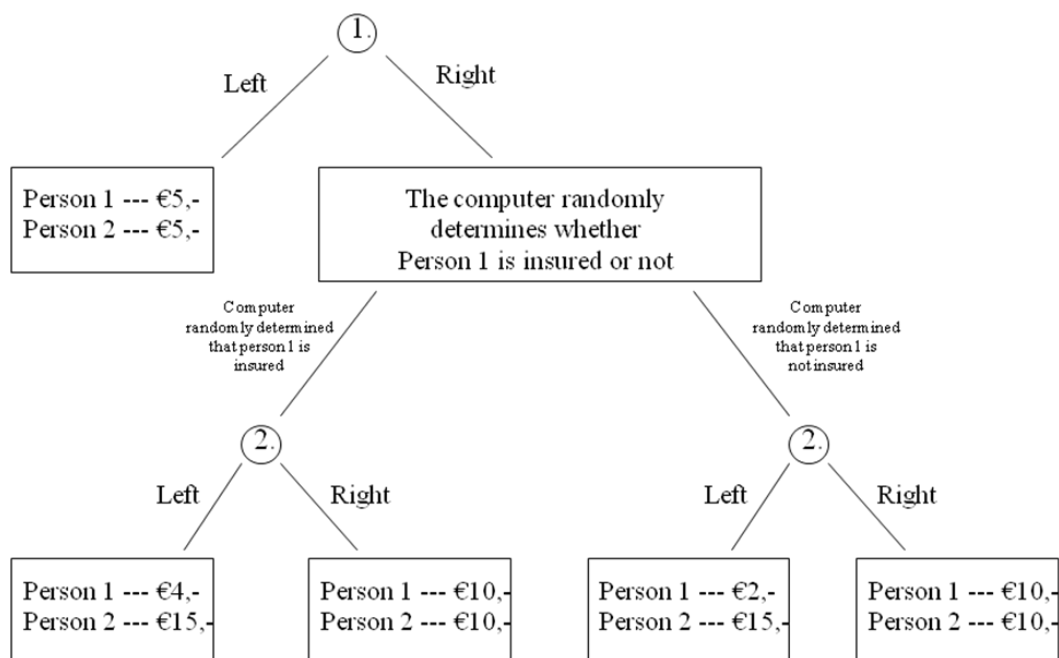 1.
Left
Right
Person 1 --- €5,-
Person 2 --- €5,-
The computer randomly
determines whether
Person 1 is insured or not
Computer
randomly determined
that person 1 is
insured
Computer
randomly determined
that person 1 is
not insured
2.
2.
Left
Right
Left
Right
Person 1 --- €4,-
Person 2 --- €15,-
Person 1 --- €10,-
Person 2 --- €10,-
Person 1 --- €2,-
Person 2 --- €15,-
Person 1 --- €10,-
Person 2 --- €10,-